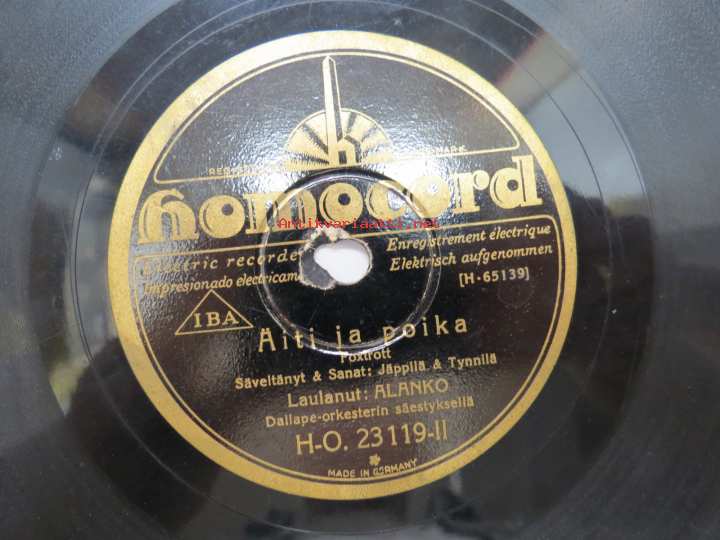 homocord
Antikvariaatti.net
Electric recorde
Impresionado electricam
Enregistrement électrique
Elektrisch aufgenommen
[H-65139]
IBA
Äiti ja poika
Foxtrott
Säveltänyt & Sanat: Jäppilä & Tynnilä
Laulanut: ALANKO
Dallape-orkesterin säestyksellä
H-O. 23119-II
MADE IN GERMANY